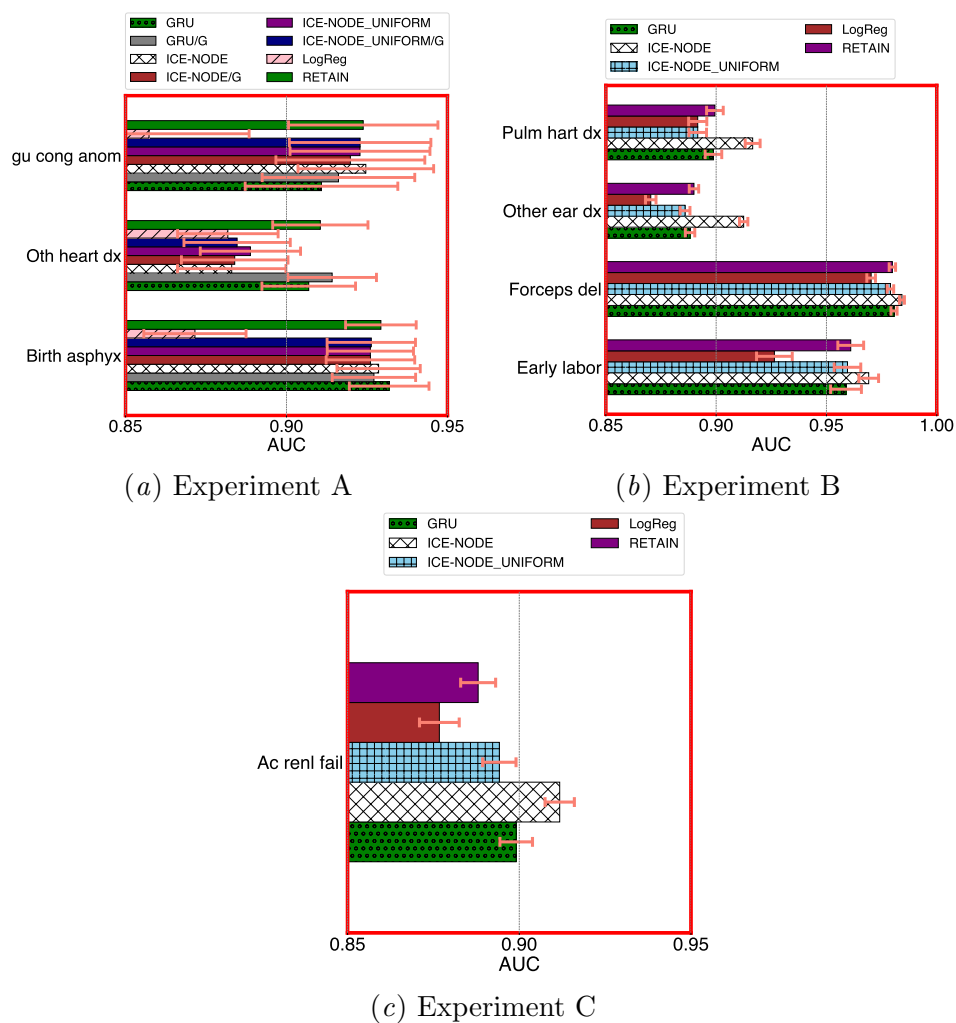 GRU
GRU/G
ICE-NODE
ICE-NODE/G
ICE-NODE_UNIFORM
ICE-NODE_UNIFORM/G
LogReg
RETAIN
gu cong anom
Oth heart dx
Birth asphyx
0.85 0.90 0.95
AUC
(a) Experiment A
GRU
ICE-NODE
ICE-NODE_UNIFORM
LogReg
RETAIN
Pulm hart dx
Other ear dx
Forceps del
Early labor
0.85 0.90 0.95 1.00
AUC
(b) Experiment B
GRU
ICE-NODE
ICE-NODE_UNIFORM
LogReg
RETAIN
Ac renl fail
0.85 0.90 0.95
AUC
(c) Experiment C